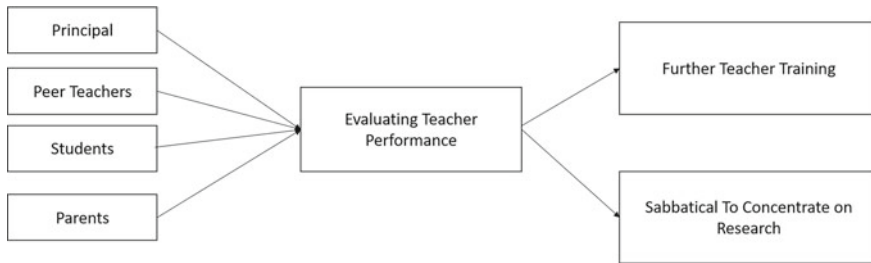 Principal
Peer Teachers
Students
Parents
Evaluating Teacher
Performance
Further Teacher Training
Sabbatical To Concentrate on
Research